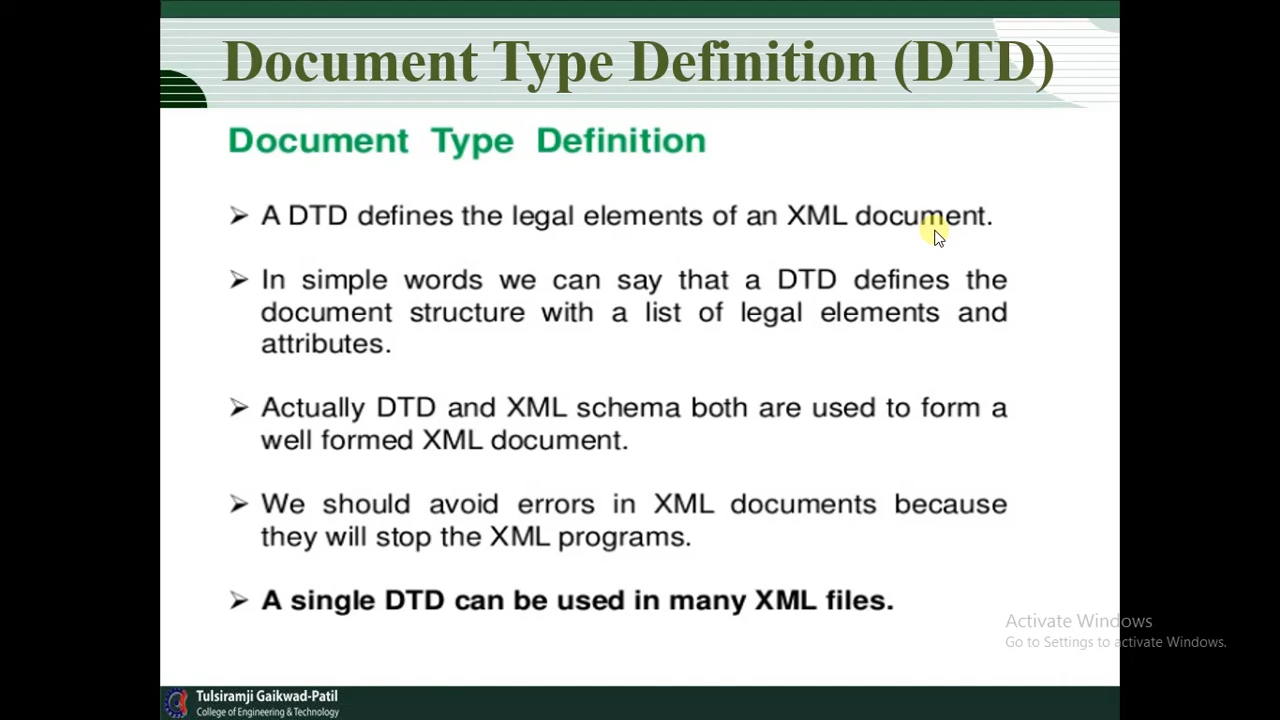 Document Type Definition (DTD)
Document Type Definition
➢ A DTD defines the legal elements of an XML document.
➢ In simple words we can say that a DTD defines the
document structure with a list of legal elements and
attributes.
➢ Actually DTD and XML schema both are used to form a
well formed XML document.
➢ We should avoid errors in XML documents because
they will stop the XML programs.
➢ A single DTD can be used in many XML files.
Activate Windows
Go to Settings to activate Windows.
Tulsiramji Gaikwad-Patil
College of Engineering & Technology